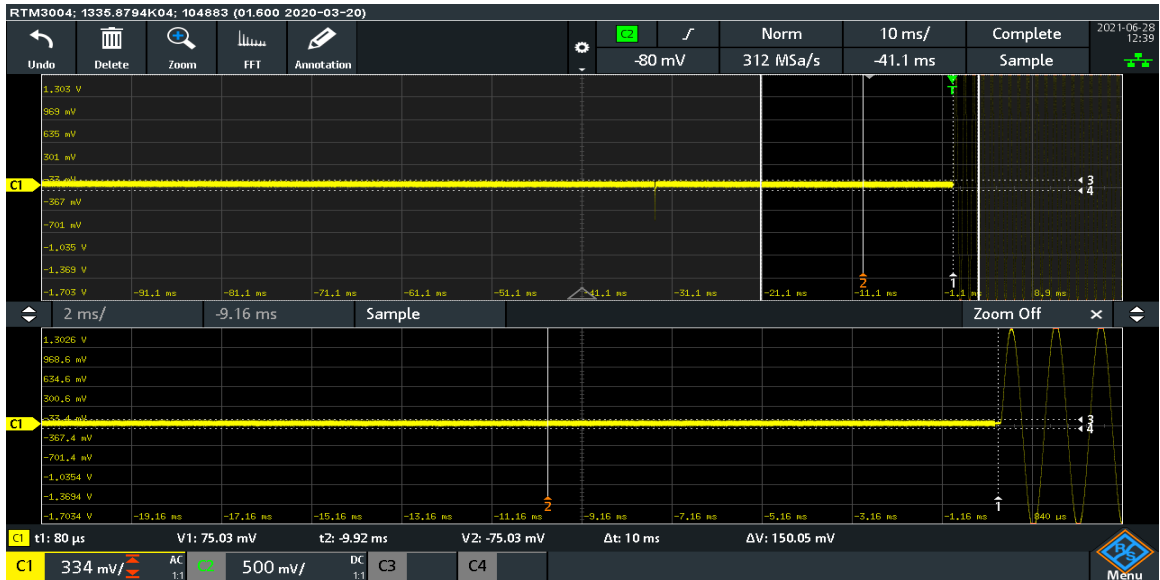 RTM3004; 1335.8794K04; 104883 (01.600 2020-03-20)
Undo Delete Zoom FFT Annotation
C2 Norm 10 ms/ Complete 2021-06-28
12:39
-80 mV 312 MSa/s -41.1 ms Sample
1.303 V
969 mV
635 mV
301 mV
C1 -33 mV 3
-367 mV 4
-701 mV
-1.035 V
-1.369 V
2 1
-1.703 V -91,1 ms -81,1 ms -71,1 ms -61,1 ms -51,1 ms -41,1 ms -31,1 ms -21,1 ms -11,1 ms -1,1 ms 8,9 ms
T
2 ms/ -9.16 ms Sample Zoom Off ×
1,3026 V
968,6 mV
634,6 mV
300,6 mV
C1 -33,4 mV 3
-367,4 mV 4
-701,4 mV
-1,0354 V
-1,3694 V
2 1
-1,7034 V -19,16 ms -17,16 ms -15,16 ms -13,16 ms -11,16 ms -9,16 ms -7,16 ms -5,16 ms -3,16 ms -1,16 ms 840 µs
C1 t1: 80 µs V1: 75.03 mV t2: -9.92 ms V2: -75.03 mV Δt: 10 ms ΔV: 150.05 mV
C1 334 mV/ AC 1:1 C2 500 mV/ DC 1:1 C3 C4
R&S
Menu